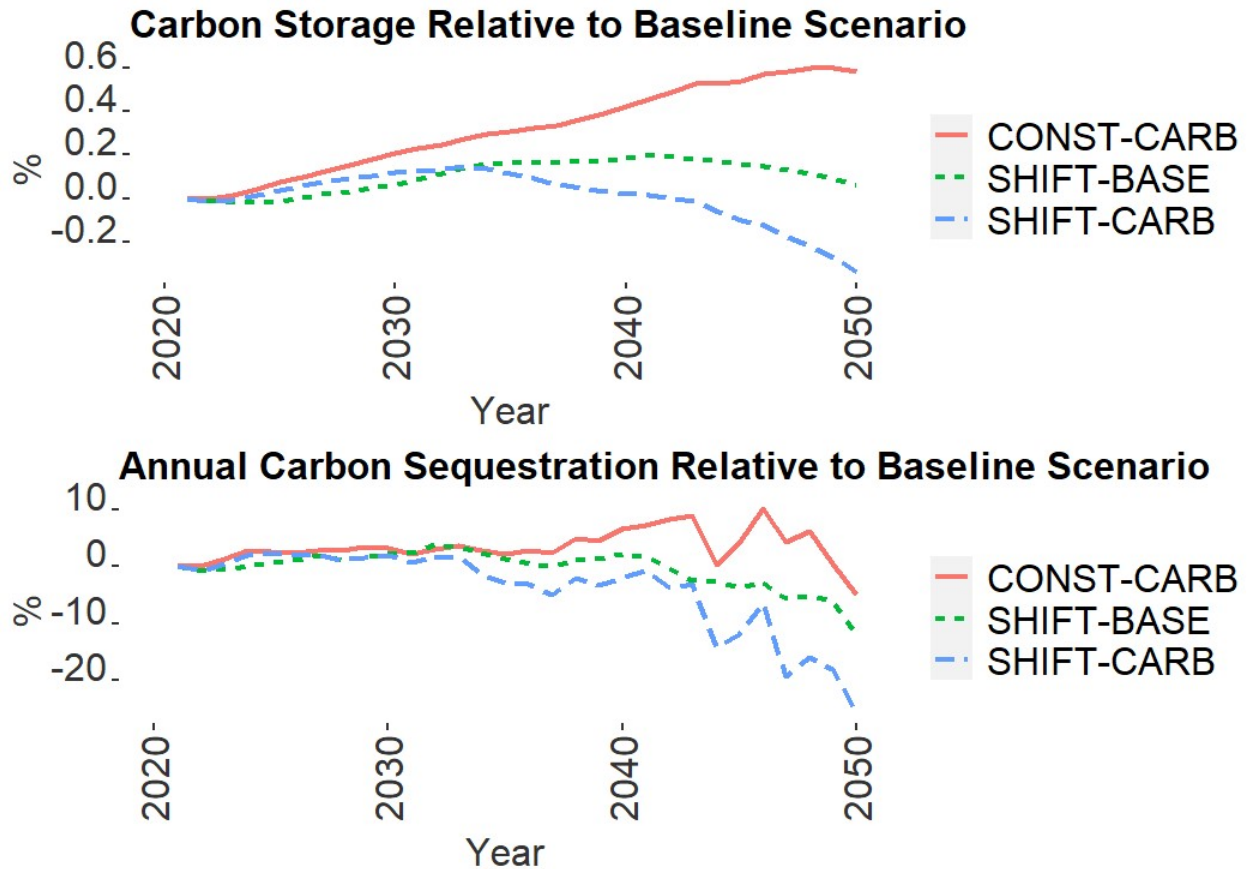 Carbon Storage Relative to Baseline Scenario
0.6
0.4
0.2
0.0
-0.2
%
2020
2030
2040
2050
Year
CONST-CARB
SHIFT-BASE
SHIFT-CARB
Annual Carbon Sequestration Relative to Baseline Scenario
10
0
-10
-20
%
2020
2030
2040
2050
Year
CONST-CARB
SHIFT-BASE
SHIFT-CARB